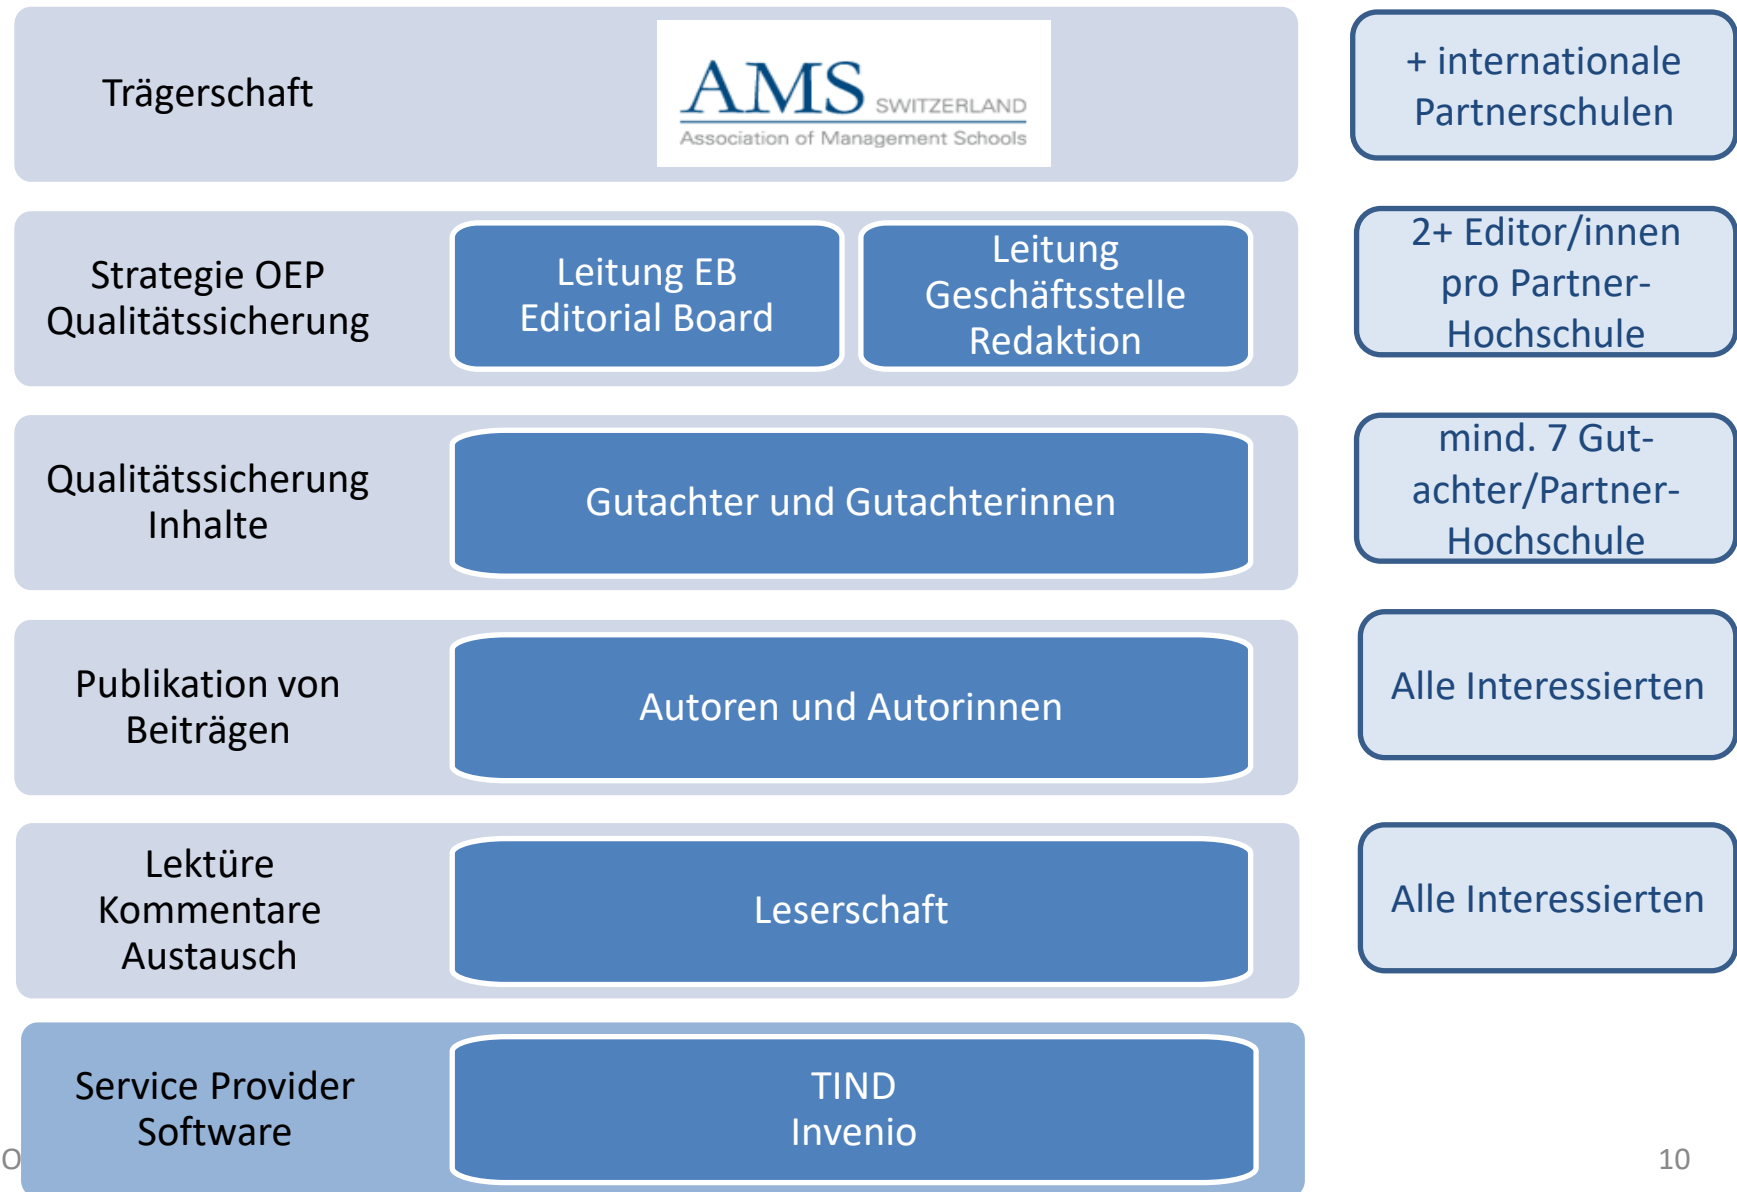 Trägerschaft
AMS SWITZERLAND
Association of Management Schools
+ internationale
Partnerschulen
Strategie OEP
Qualitätssicherung
Leitung EB
Editorial Board
Leitung
Geschäftsstelle
Redaktion
2+ Editor/innen
pro Partner-
Hochschule
Qualitätssicherung
Inhalte
Gutachter und Gutachterinnen
mind. 7 Gut-
achter/Partner-
Hochschule
Publikation von
Beiträgen
Autoren und Autorinnen
Alle Interessierten
Lektüre
Kommentare
Austausch
Leserschaft
Alle Interessierten
Service Provider
Software
TIND
Invenio
10